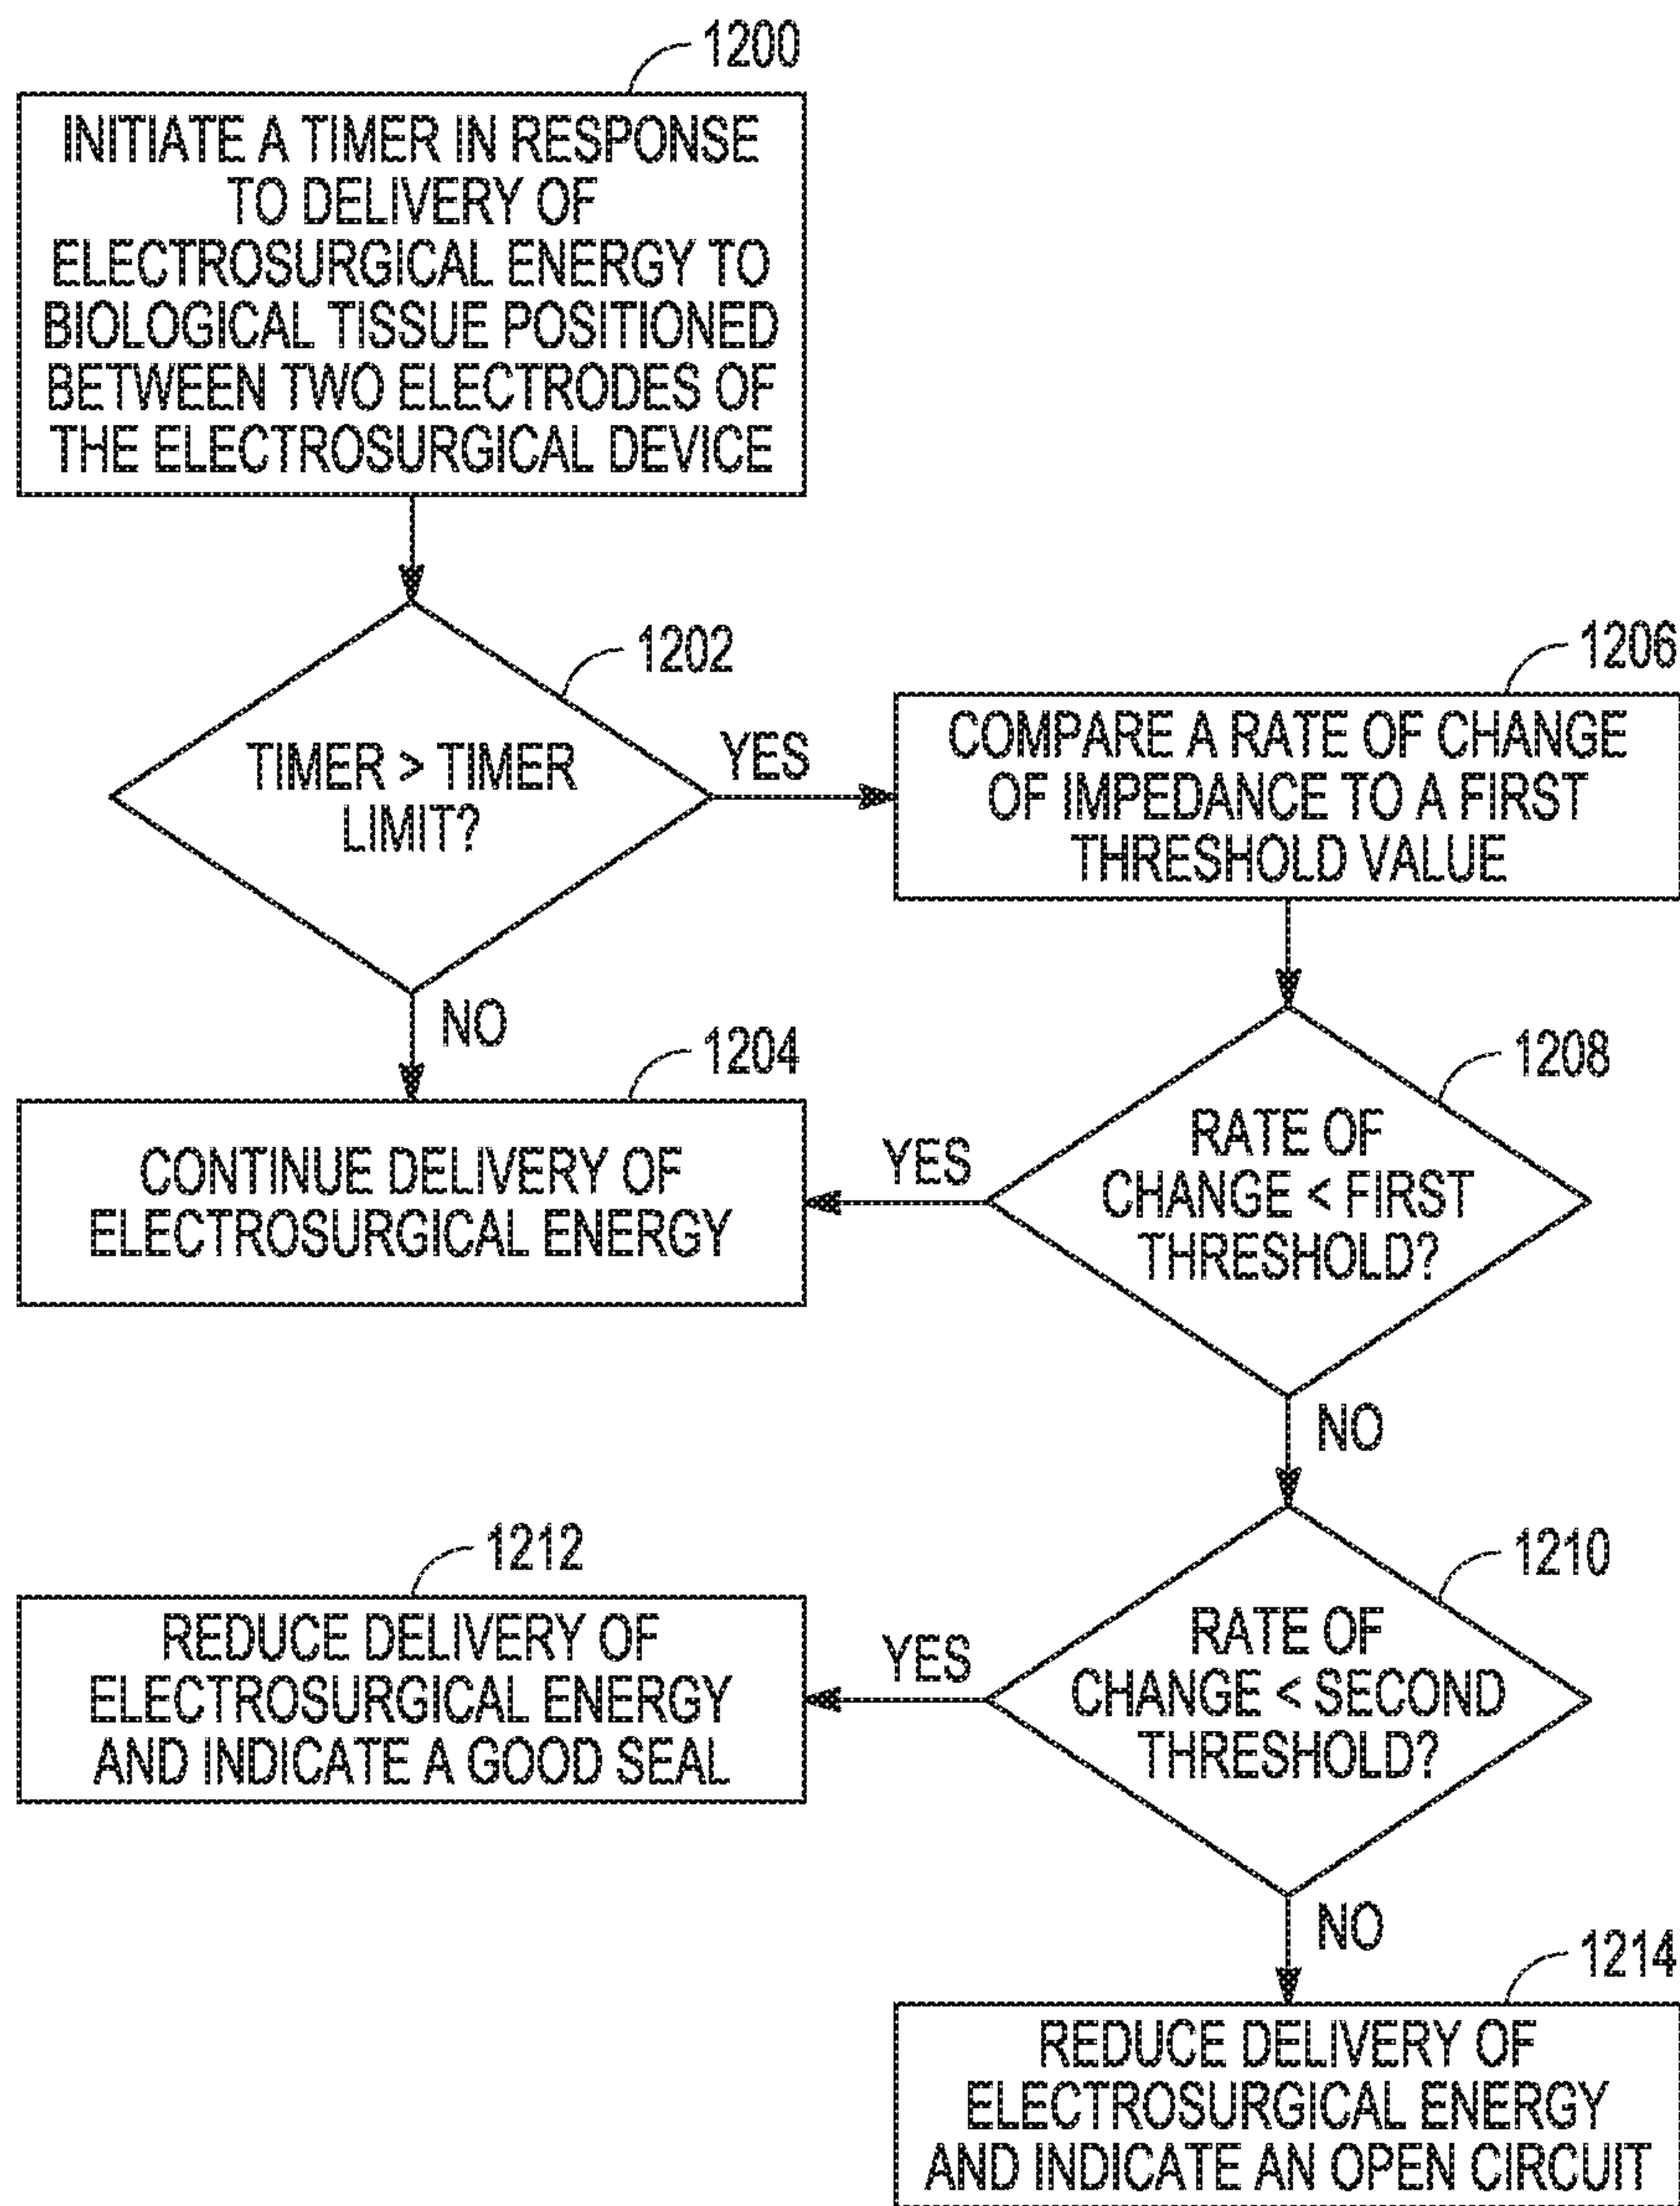 1200
INITIATE A TIMER IN RESPONSE
TO DELIVERY OF
ELECTROSURGICAL ENERGY TO
BIOLOGICAL TISSUE POSITIONED
BETWEEN TWO ELECTRODES OF
THE ELECTROSURGICAL DEVICE
1202
TIMER > TIMER
LIMIT?
YES
NO
1206
COMPARE A RATE OF CHANGE
OF IMPEDANCE TO A FIRST
THRESHOLD VALUE
1204
CONTINUE DELIVERY OF
ELECTROSURGICAL ENERGY
1208
RATE OF
CHANGE < FIRST
THRESHOLD?
YES
NO
1210
RATE OF
CHANGE < SECOND
THRESHOLD?
YES
NO
1212
REDUCE DELIVERY OF
ELECTROSURGICAL ENERGY
AND INDICATE A GOOD SEAL
1214
REDUCE DELIVERY OF
ELECTROSURGICAL ENERGY
AND INDICATE AN OPEN CIRCUIT